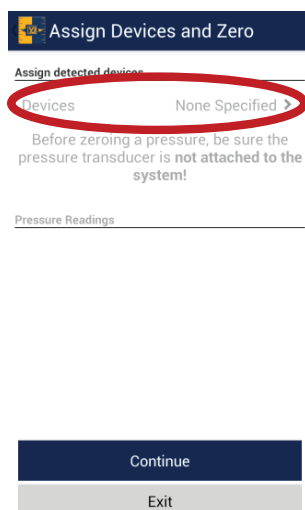 Assign Devices and Zero
Assign detected devices
Devices None Specified >
Before zeroing a pressure, be sure the
pressure transducer is not attached to the
system!
Pressure Readings
Continue
Exit